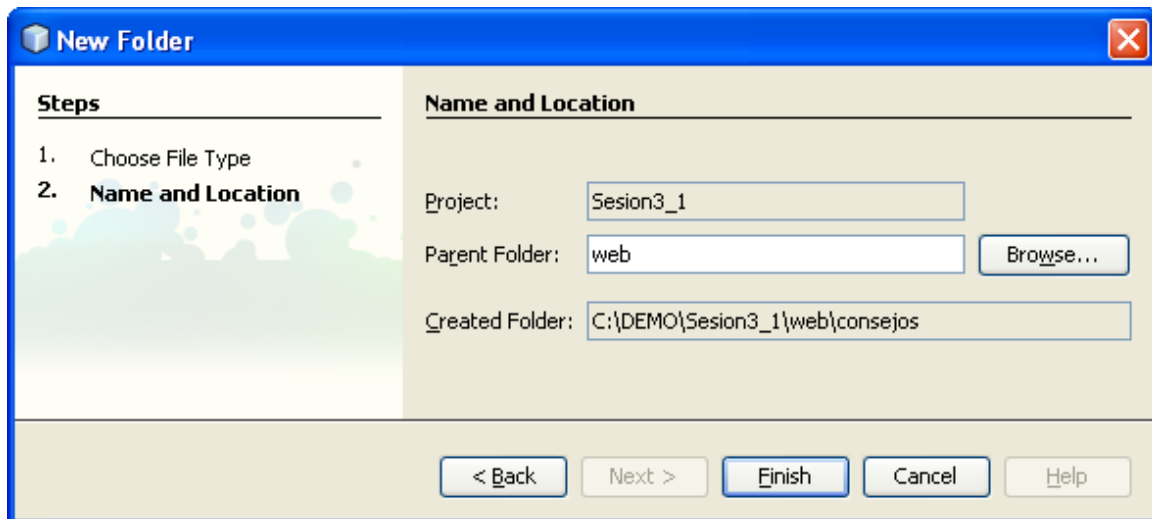 New Folder
Steps
1. Choose File Type
2. Name and Location
Name and Location
Project: Sesion3_1
Parent Folder: web Browse...
Created Folder: C:\DEMO\Sesion3_1\web\consejos
< Back Next > Finish Cancel Help